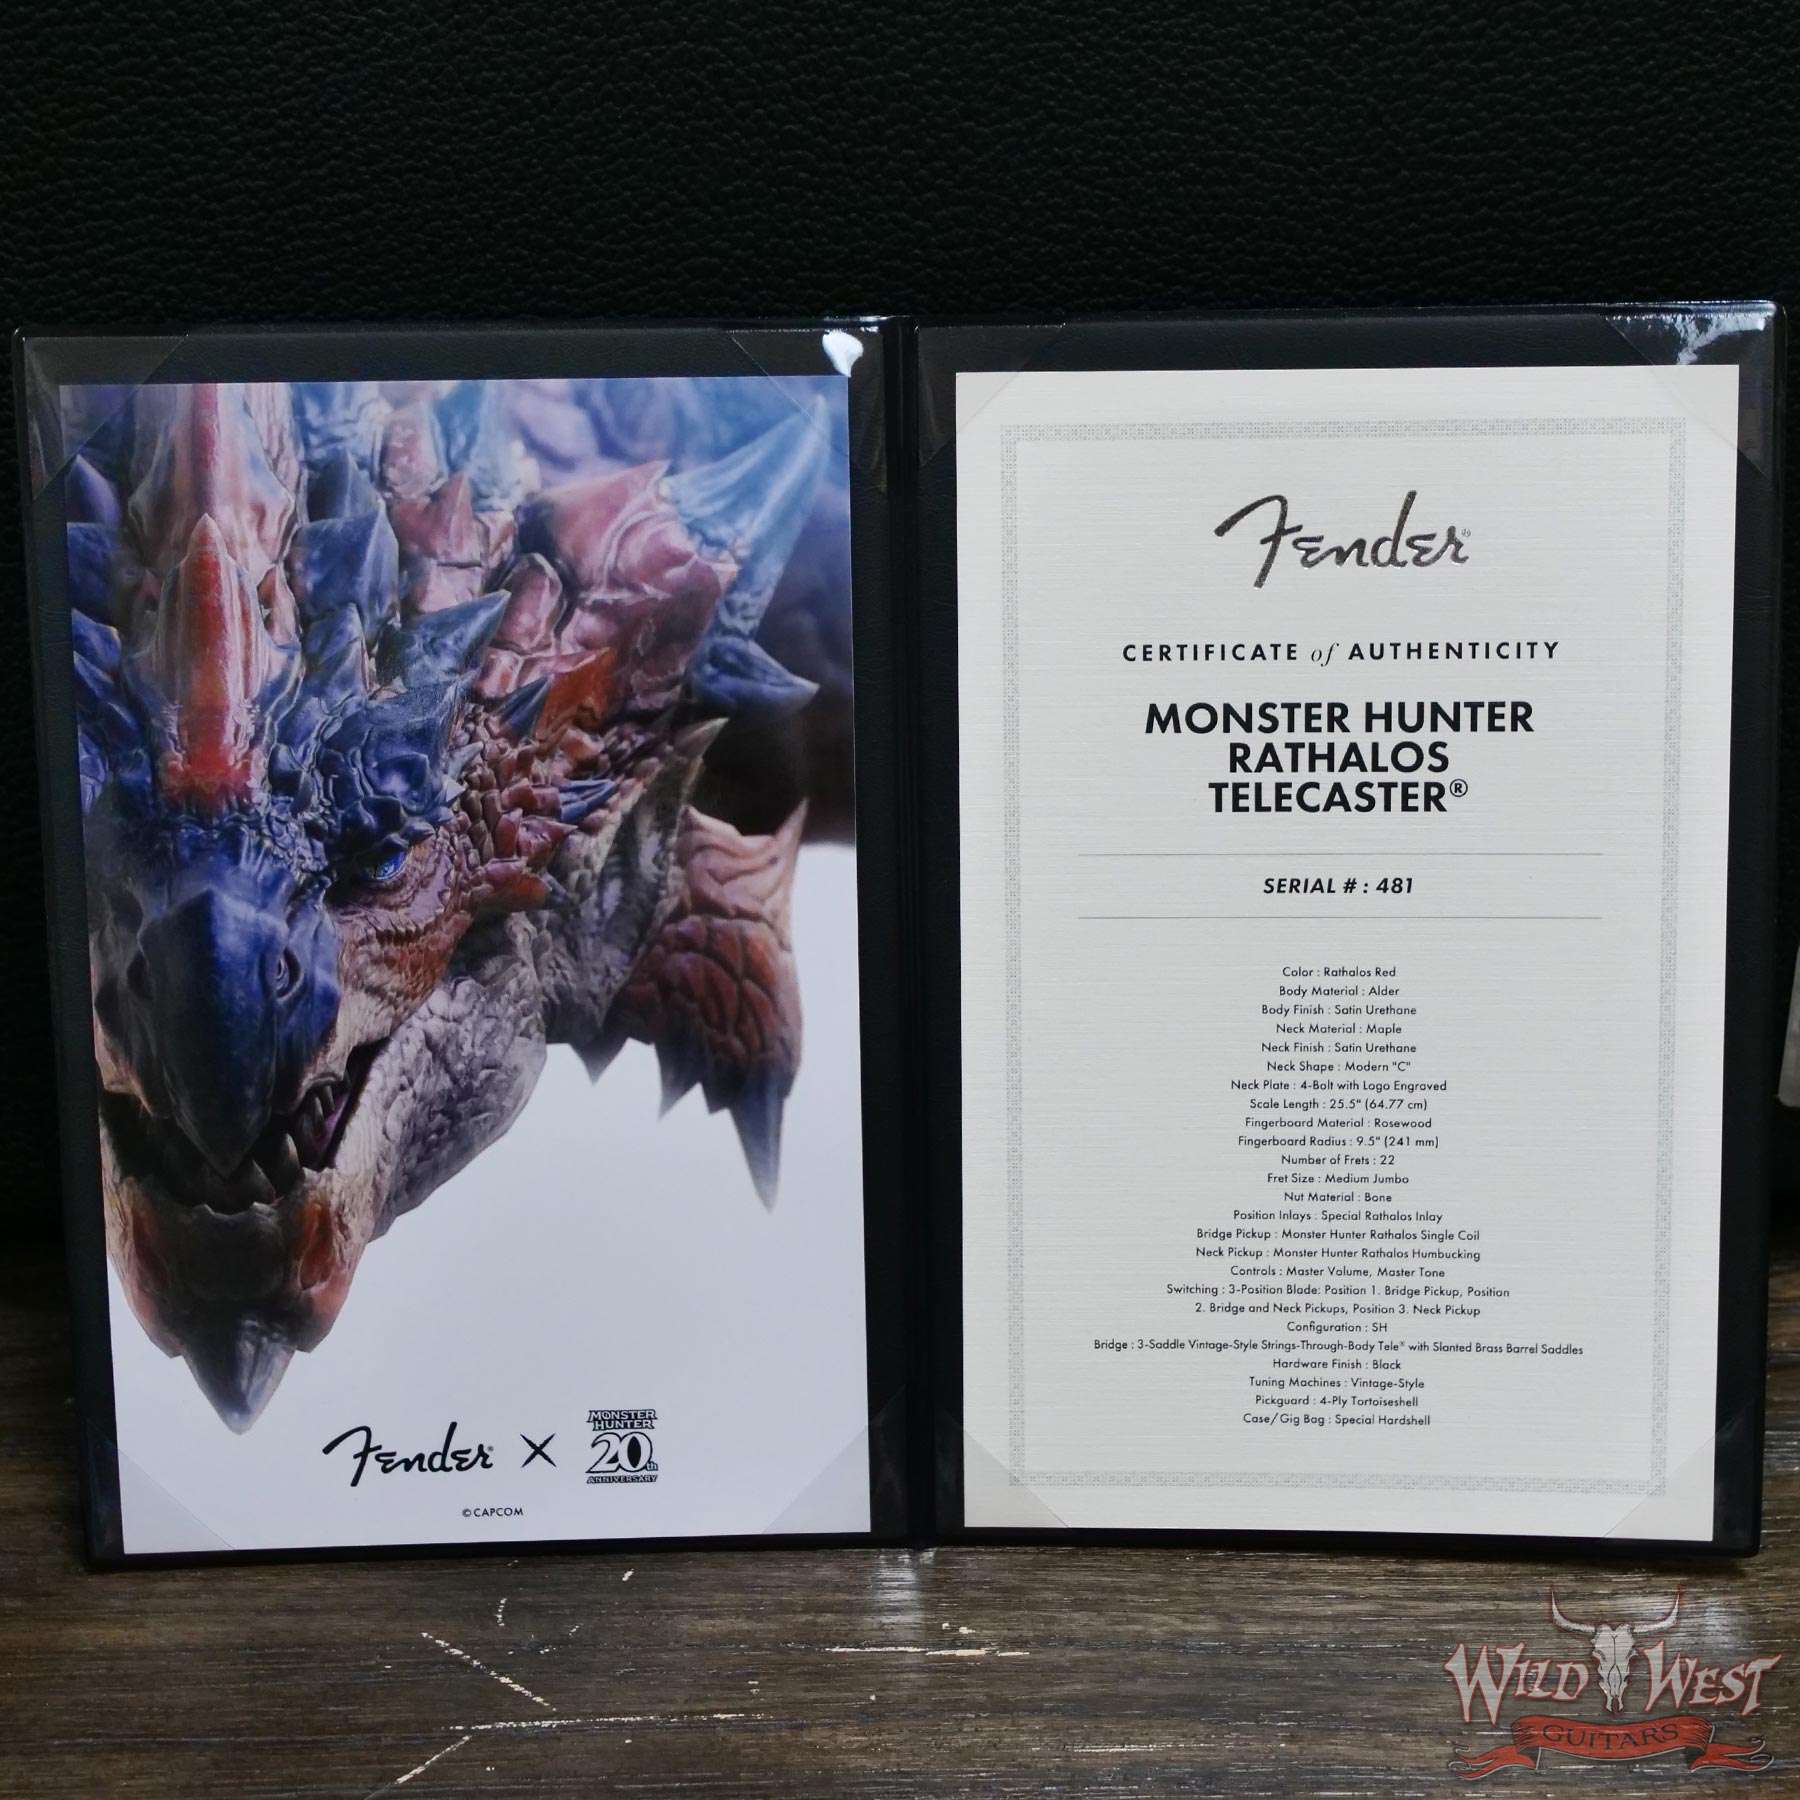 Fender® X MONSTER HUNTER 20th ANNIVERSARY
© CAPCOM
Fender®
CERTIFICATE of AUTHENTICITY
MONSTER HUNTER
RATHALOS
TELECASTER®
SERIAL # : 481
Color : Rathalos Red
Body Material : Alder
Body Finish : Satin Urethane
Neck Material : Maple
Neck Finish : Satin Urethane
Neck Shape : Modern "C"
Neck Plate : 4-Bolt with Logo Engraved
Scale Length : 25.5" (64.77 cm)
Fingerboard Material : Rosewood
Fingerboard Radius : 9.5" (241 mm)
Number of Frets : 22
Fret Size : Medium Jumbo
Nut Material : Bone
Position Inlays : Special Rathalos Inlay
Bridge Pickup : Monster Hunter Rathalos Single Coil
Neck Pickup : Monster Hunter Rathalos Humbucking
Controls : Master Volume, Master Tone
Switching : 3-Position Blade: Position 1. Bridge Pickup, Position
2. Bridge and Neck Pickups, Position 3. Neck Pickup
Configuration : SH
Bridge : 3-Saddle Vintage-Style Strings-Through-Body Tele® with Slanted Brass Barrel Saddles
Hardware Finish : Black
Tuning Machines : Vintage-Style
Pickguard : 4-Ply Tortoiseshell
Case/Gig Bag : Special Hardshell
WILD WEST
GUITARS